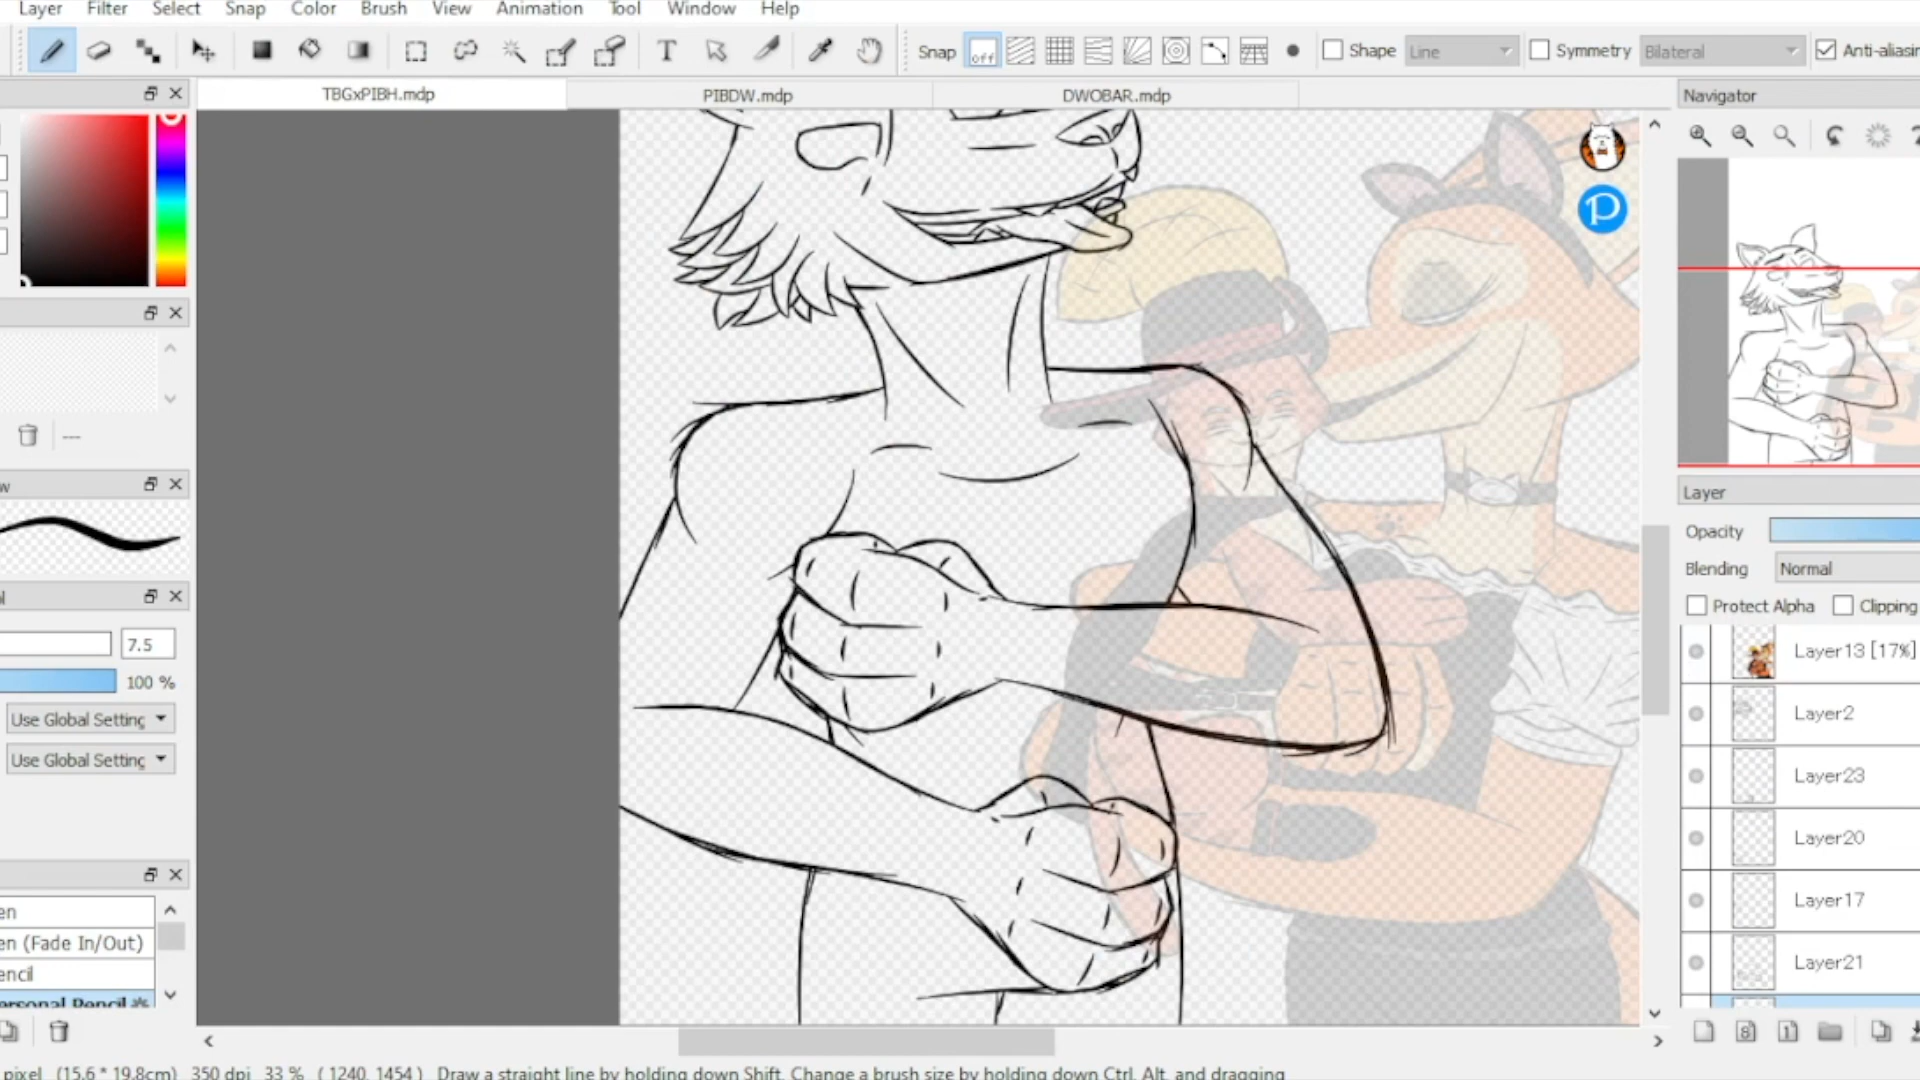 Layer Filter Select Snap Color Brush View Animation Tool Window Help
T Snap off Shape Line Symmetry Bilateral Anti-aliasin
TBGxPIBH.mdp PIBDW.mdp DWOBAR.mdp
Navigator
P
---
w
Layer
Opacity
Blending Normal
Protect Alpha Clipping
7.5
100 %
Use Global Setting
Use Global Setting
Layer13 [17%]
Layer2
Layer23
Layer20
Layer17
Layer21
en
en (Fade In/Out)
encil
ersonal Pencil
8 1
pixel (15.6 * 19.8cm) 350 dpi 33 % ( 1240, 1454 ) Draw a straight line by holding down Shift, Change a brush size by holding down Ctrl, Alt, and dragging